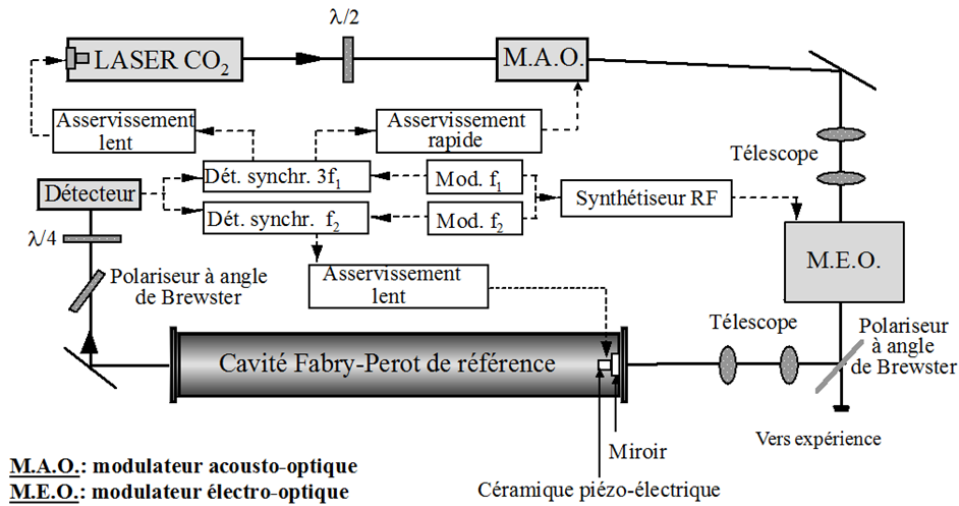 λ/2
LASER CO₂
M.A.O.
Asservissement
lent
Asservissement
rapide
Télescope
Détecteur
Dét. synchr. 3f₁
Mod. f₁
Synthétiseur RF
Dét. synchr. f₂
Mod. f₂
λ/4
M.E.O.
Polariseur à angle
de Brewster
Asservissement
lent
Télescope
Polariseur
à angle
de Brewster
Cavité Fabry-Perot de référence
Vers expérience
Miroir
M.A.O.: modulateur acousto-optique
M.E.O.: modulateur électro-optique
Céramique piézo-électrique